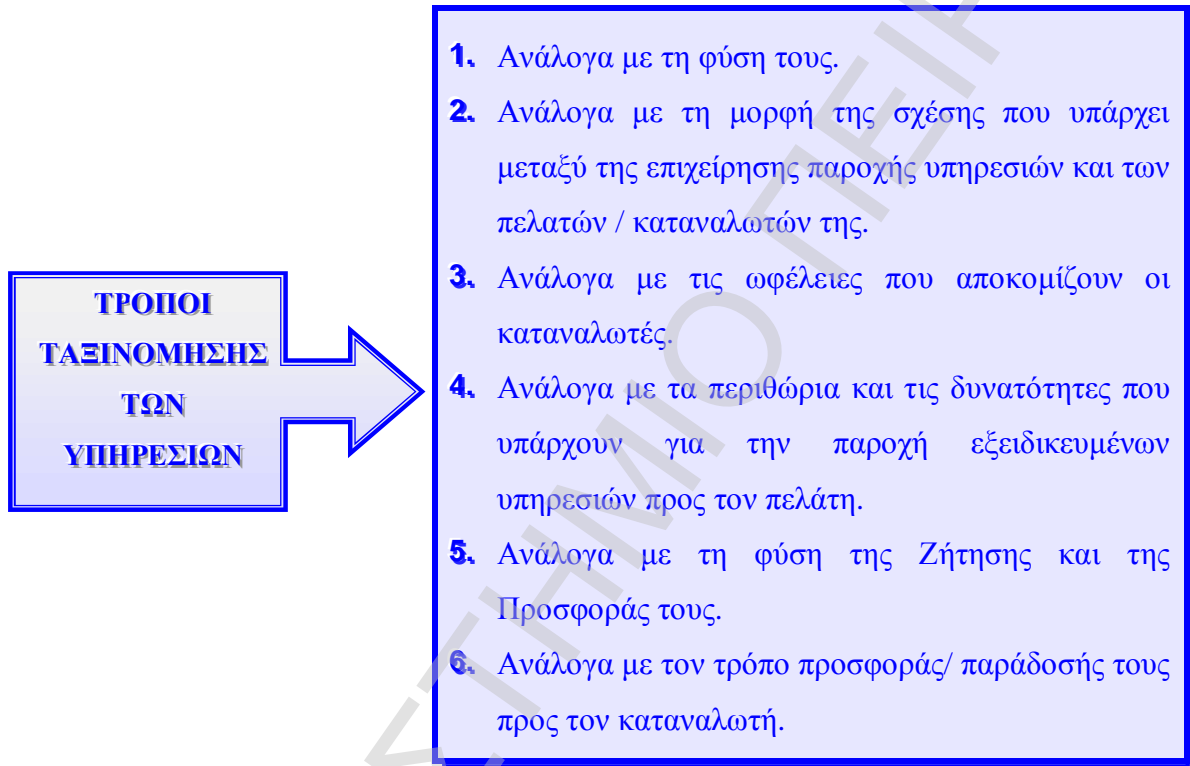 ΤΡΟΠΟΙ
ΤΑΞΙΝΟΜΗΣΗΣ
ΤΩΝ
ΥΠΗΡΕΣΙΩΝ
1. Ανάλογα με τη φύση τους.
2. Ανάλογα με τη μορφή της σχέσης που υπάρχει
μεταξύ της επιχείρησης παροχής υπηρεσιών και των
πελατών / καταναλωτών της.
3. Ανάλογα με τις ωφέλειες που αποκομίζουν οι
καταναλωτές.
4. Ανάλογα με τα περιθώρια και τις δυνατότητες που
υπάρχουν για την παροχή εξειδικευμένων
υπηρεσιών προς τον πελάτη.
5. Ανάλογα με τη φύση της Ζήτησης και της
Προσφοράς τους.
6. Ανάλογα με τον τρόπο προσφοράς/ παράδοσής τους
προς τον καταναλωτή.